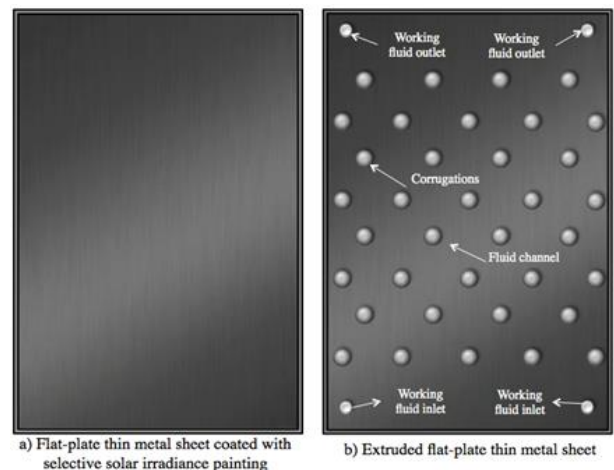 Working
fluid outlet
Working
fluid outlet
Corrugations
Fluid channel
Working
fluid inlet
Working
fluid inlet
a) Flat-plate thin metal sheet coated with
selective solar irradiance painting
b) Extruded flat-plate thin metal sheet